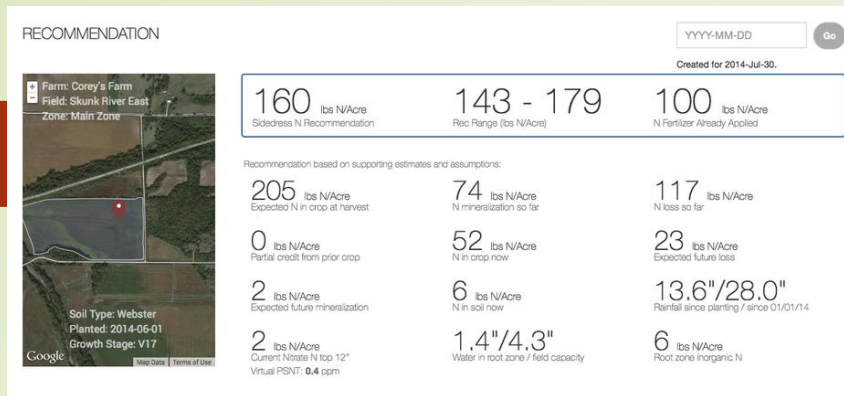 RECOMMENDATION
YYYY-MM-DD
Go
Created for 2014-Jul-30.
+ Farm: Corey's Farm
− Field: Skunk River East
Zone: Main Zone
160 lbs N/Acre
Sidedress N Recommendation
143 - 179
Rec Range (lbs N/Acre)
100 lbs N/Acre
N Fertilizer Already Applied
Recommendation based on supporting estimates and assumptions:
205 lbs N/Acre
Expected N in crop at harvest
74 lbs N/Acre
N mineralization so far
117 lbs N/Acre
N loss so far
0 lbs N/Acre
Partial credit from prior crop
52 lbs N/Acre
N in crop now
23 lbs N/Acre
Expected future loss
2 lbs N/Acre
Expected future mineralization
6 lbs N/Acre
N in soil now
13.6"/28.0"
Rainfall since planting / since 01/01/14
2 lbs N/Acre
Current Nitrate N top 12"
Virtual PSNT: 0.4 ppm
1.4"/4.3"
Water in root zone / field capacity
6 lbs N/Acre
Root zone inorganic N
Soil Type: Webster
Planted: 2014-06-01
Growth Stage: V17
Google
Map Data
Terms of Use